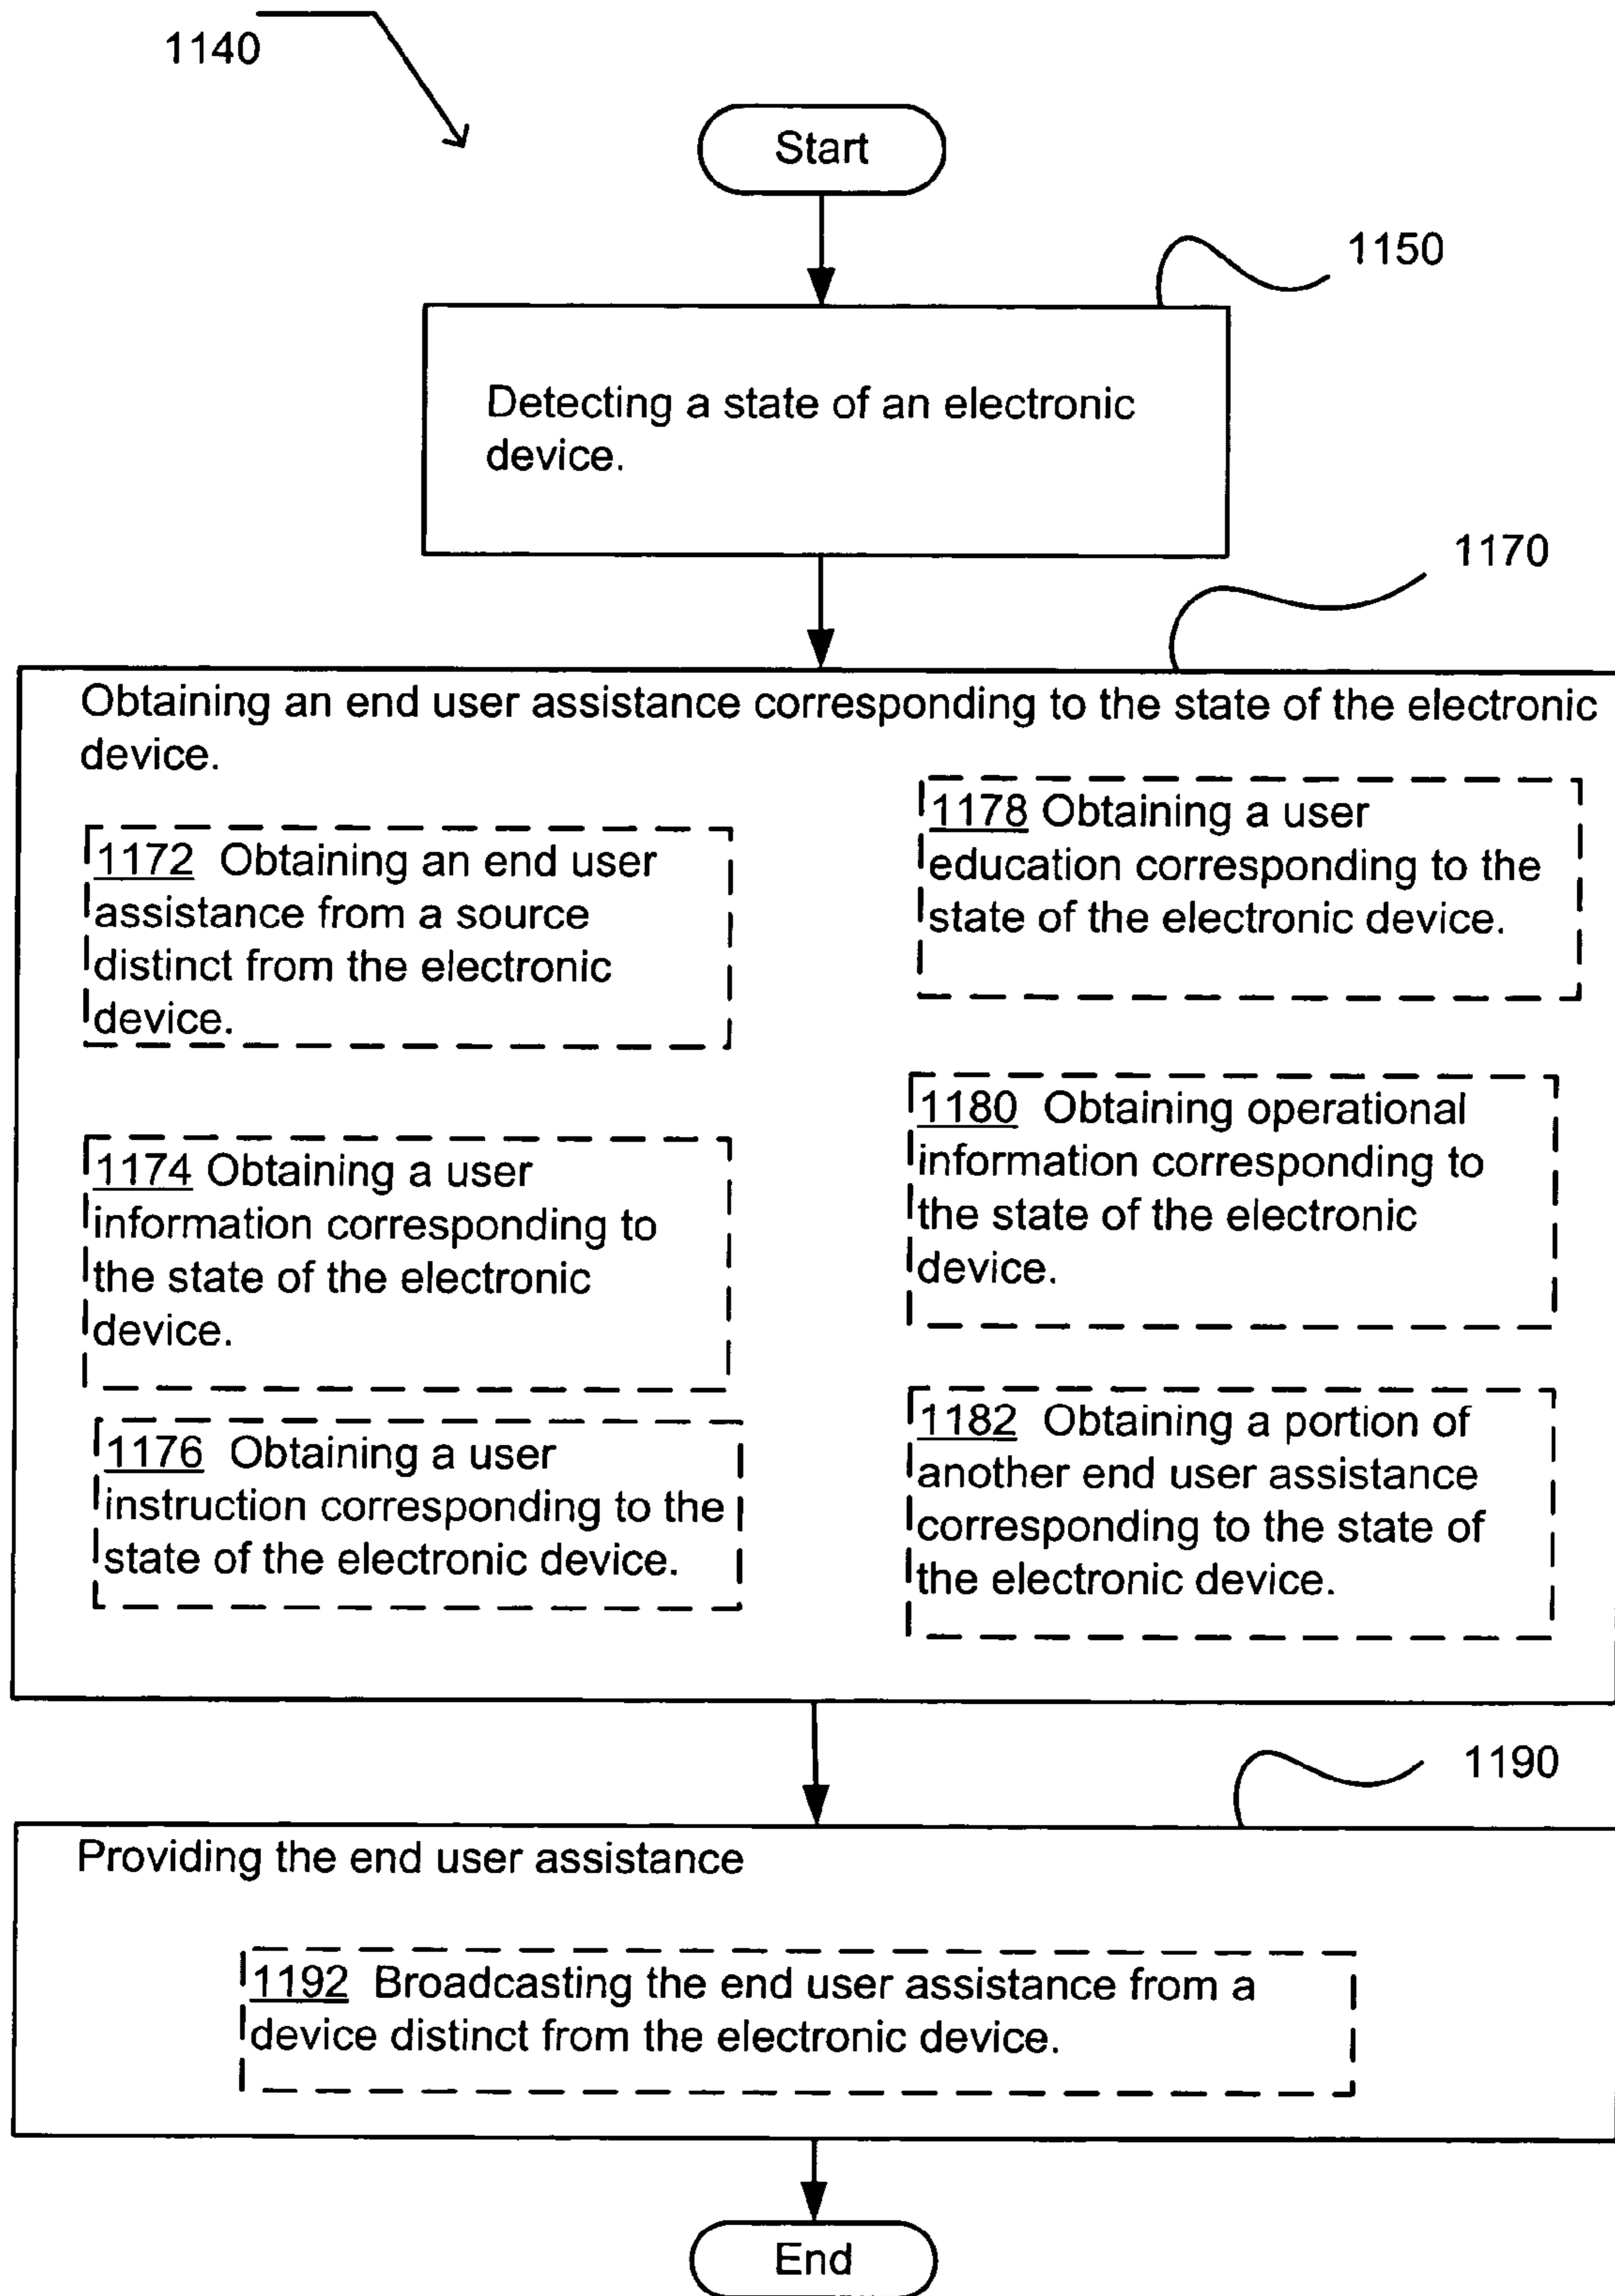 1140
Start
1150
Detecting a state of an electronic
device.
1170
Obtaining an end user assistance corresponding to the state of the electronic
device.
1172 Obtaining an end user
assistance from a source
distinct from the electronic
device.
1174 Obtaining a user
information corresponding to
the state of the electronic
device.
1176 Obtaining a user
instruction corresponding to the
state of the electronic device.
1178 Obtaining a user
education corresponding to the
state of the electronic device.
1180 Obtaining operational
information corresponding to
the state of the electronic
device.
1182 Obtaining a portion of
another end user assistance
corresponding to the state of
the electronic device.
1190
Providing the end user assistance
1192 Broadcasting the end user assistance from a
device distinct from the electronic device.
End